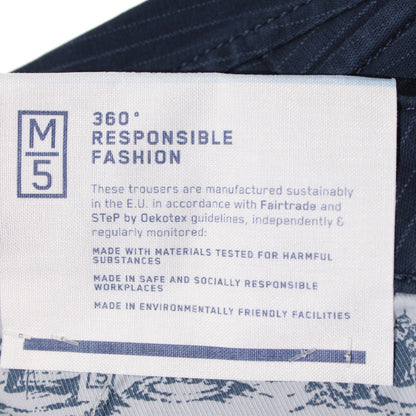 M
5
360°
RESPONSIBLE
FASHION
These trousers are manufactured sustainably
in the E.U. in accordance with Fairtrade and
STeP by Oekotex guidelines, independently &
regularly monitored:
MADE WITH MATERIALS TESTED FOR HARMFUL
SUBSTANCES
MADE IN SAFE AND SOCIALLY RESPONSIBLE
WORKPLACES
MADE IN ENVIRONMENTALLY FRIENDLY FACILITIES
5